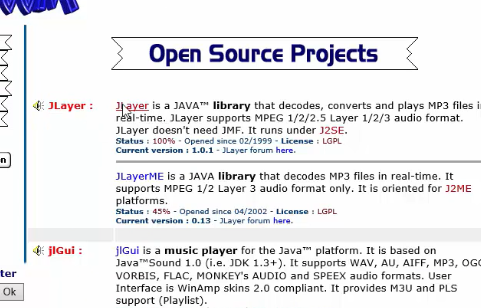 Open Source Projects
JLayer : JLayer is a JAVA™ library that decodes, converts and plays MP3 files in
real-time. JLayer supports MPEG 1/2/2.5 Layer 1/2/3 audio format.
JLayer doesn't need JMF. It runs under J2SE.
Status : 100% - Opened since 02/1999 - License : LGPL
Current version : 1.0.1 - JLayer forum here.
JLayerME is a JAVA library that decodes MP3 files in real-time. It
supports MPEG 1/2 Layer 3 audio format only. It is oriented for J2ME
platforms.
Status : 45% - Opened since 04/2002 - License : LGPL
Current version : 0.13 - JLayer forum here.
jlGui : jlGui is a music player for the Java™ platform. It is based on
Java™Sound 1.0 (i.e. JDK 1.3+). It supports WAV, AU, AIFF, MP3, OGG
VORBIS, FLAC, MONKEY's AUDIO and SPEEX audio formats. User
Interface is WinAmp skins 2.0 compliant. It provides M3U and PLS
support (Playlist).
Ok